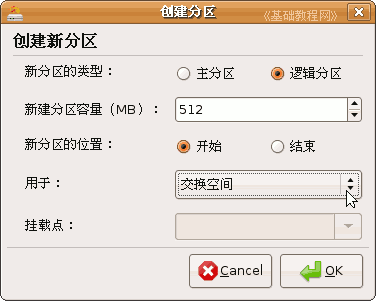 创建分区
《基础教程网》
创建新分区
新分区的类型： 主分区 逻辑分区
新建分区容量（MB）： 512
新分区的位置： 开始 结束
用于： 交换空间
挂载点：
Cancel OK